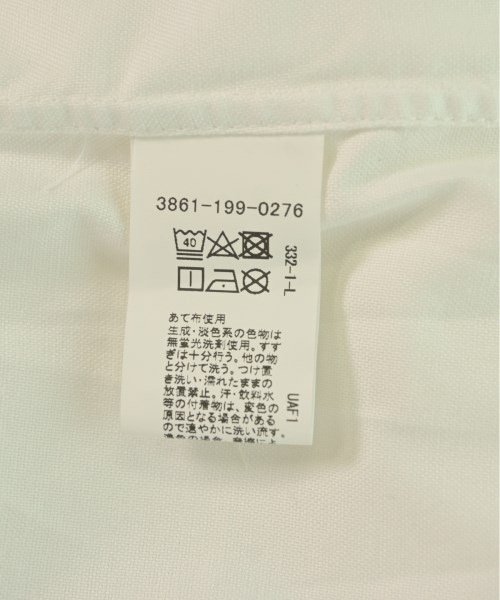 3861-199-0276
40
332-1-L
あて布使用
生成・淡色系の色物は
無蛍光洗剤使用。すす
ぎは十分行う。他の物
と分けて洗う。つけ置
き洗い・濡れたままの
放置禁止。汗・飲料水
等の付着物は、変色の
原因となる場合がある
ので速やかに洗い流す。
UAF1